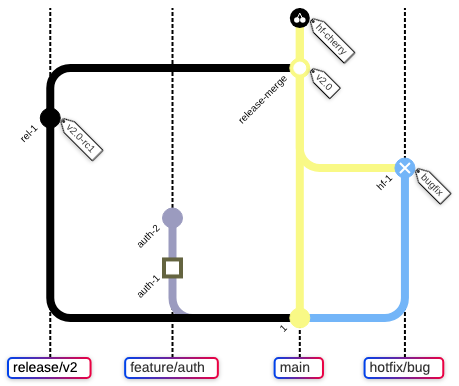 hf-cherry
v2.0
release-merge
rel-1
v2.0-rc1
hf-1
bugfix
auth-2
auth-1
1
release/v2
feature/auth
main
hotfix/bug